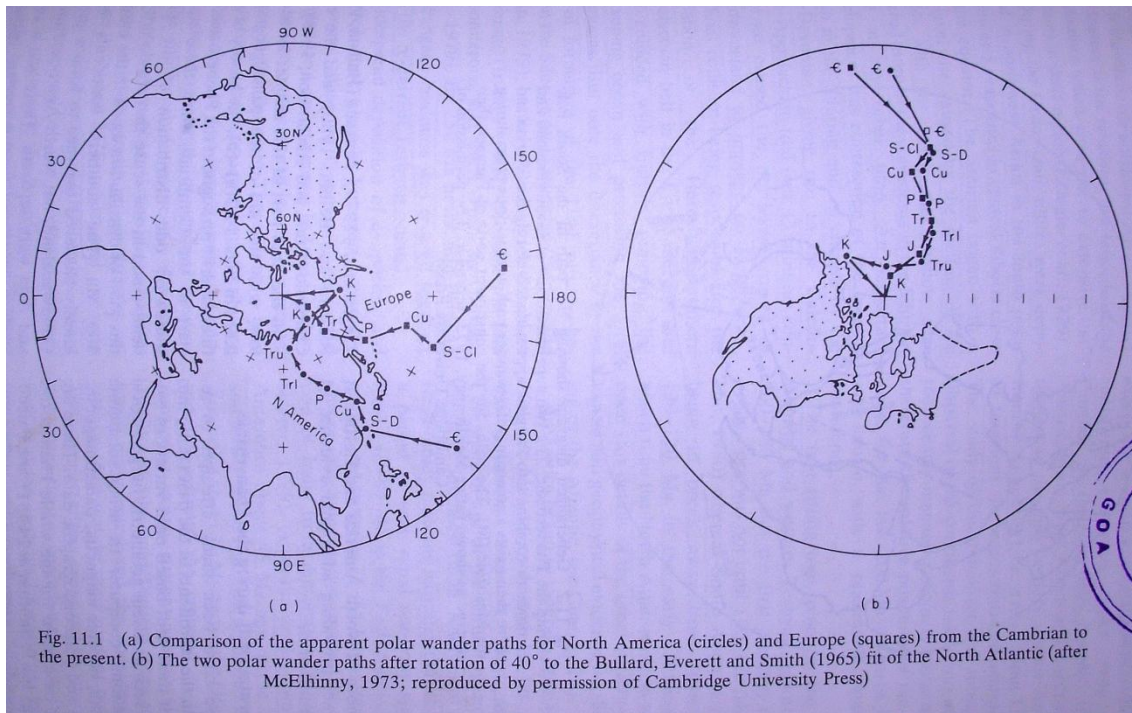 90 W
60
120
30
30N
150
60N
Є
K
Europe
0
180
K
Cu
Tr
J
P
Tru
S-Cl
Trl
P
N America
Cu
S-D
Є
30
150
60
120
90 E
(a)
Є
Є
P Є
S-Cl
S-D
Cu
Cu
P
P
Tr
Trl
K
J
J
Tru
K
GOA
(b)
Fig. 11.1 (a) Comparison of the apparent polar wander paths for North America (circles) and Europe (squares) from the Cambrian to
the present. (b) The two polar wander paths after rotation of 40° to the Bullard, Everett and Smith (1965) fit of the North Atlantic (after
McElhinny, 1973; reproduced by permission of Cambridge University Press)